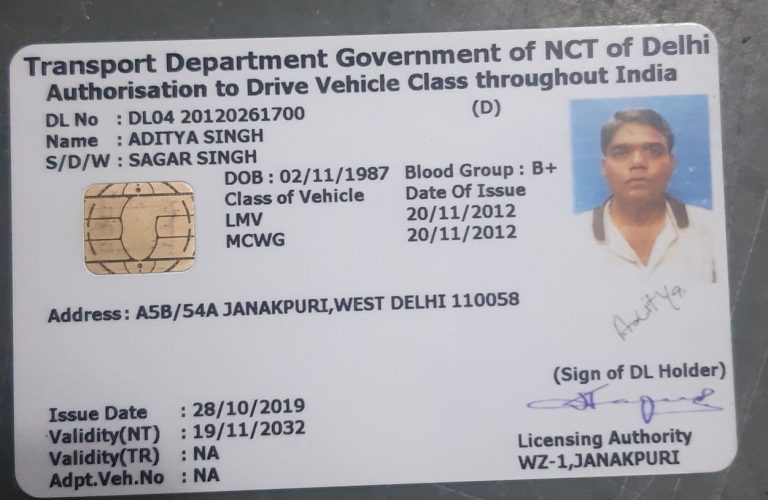 Transport Department Government of NCT of Delhi
Authorisation to Drive Vehicle Class throughout India
DL No : DL04 20120261700 (D)
Name : ADITYA SINGH
S/D/W : SAGAR SINGH
DOB : 02/11/1987 Blood Group : B+
Class of Vehicle Date Of Issue
LMV 20/11/2012
MCWG 20/11/2012
Address: A5B/54A JANAKPURI,WEST DELHI 110058
Aditya.
(Sign of DL Holder)
Issue Date : 28/10/2019
Validity(NT) : 19/11/2032
Validity(TR) : NA
Adpt.Veh.No : NA
Licensing Authority
WZ-1,JANAKPURI